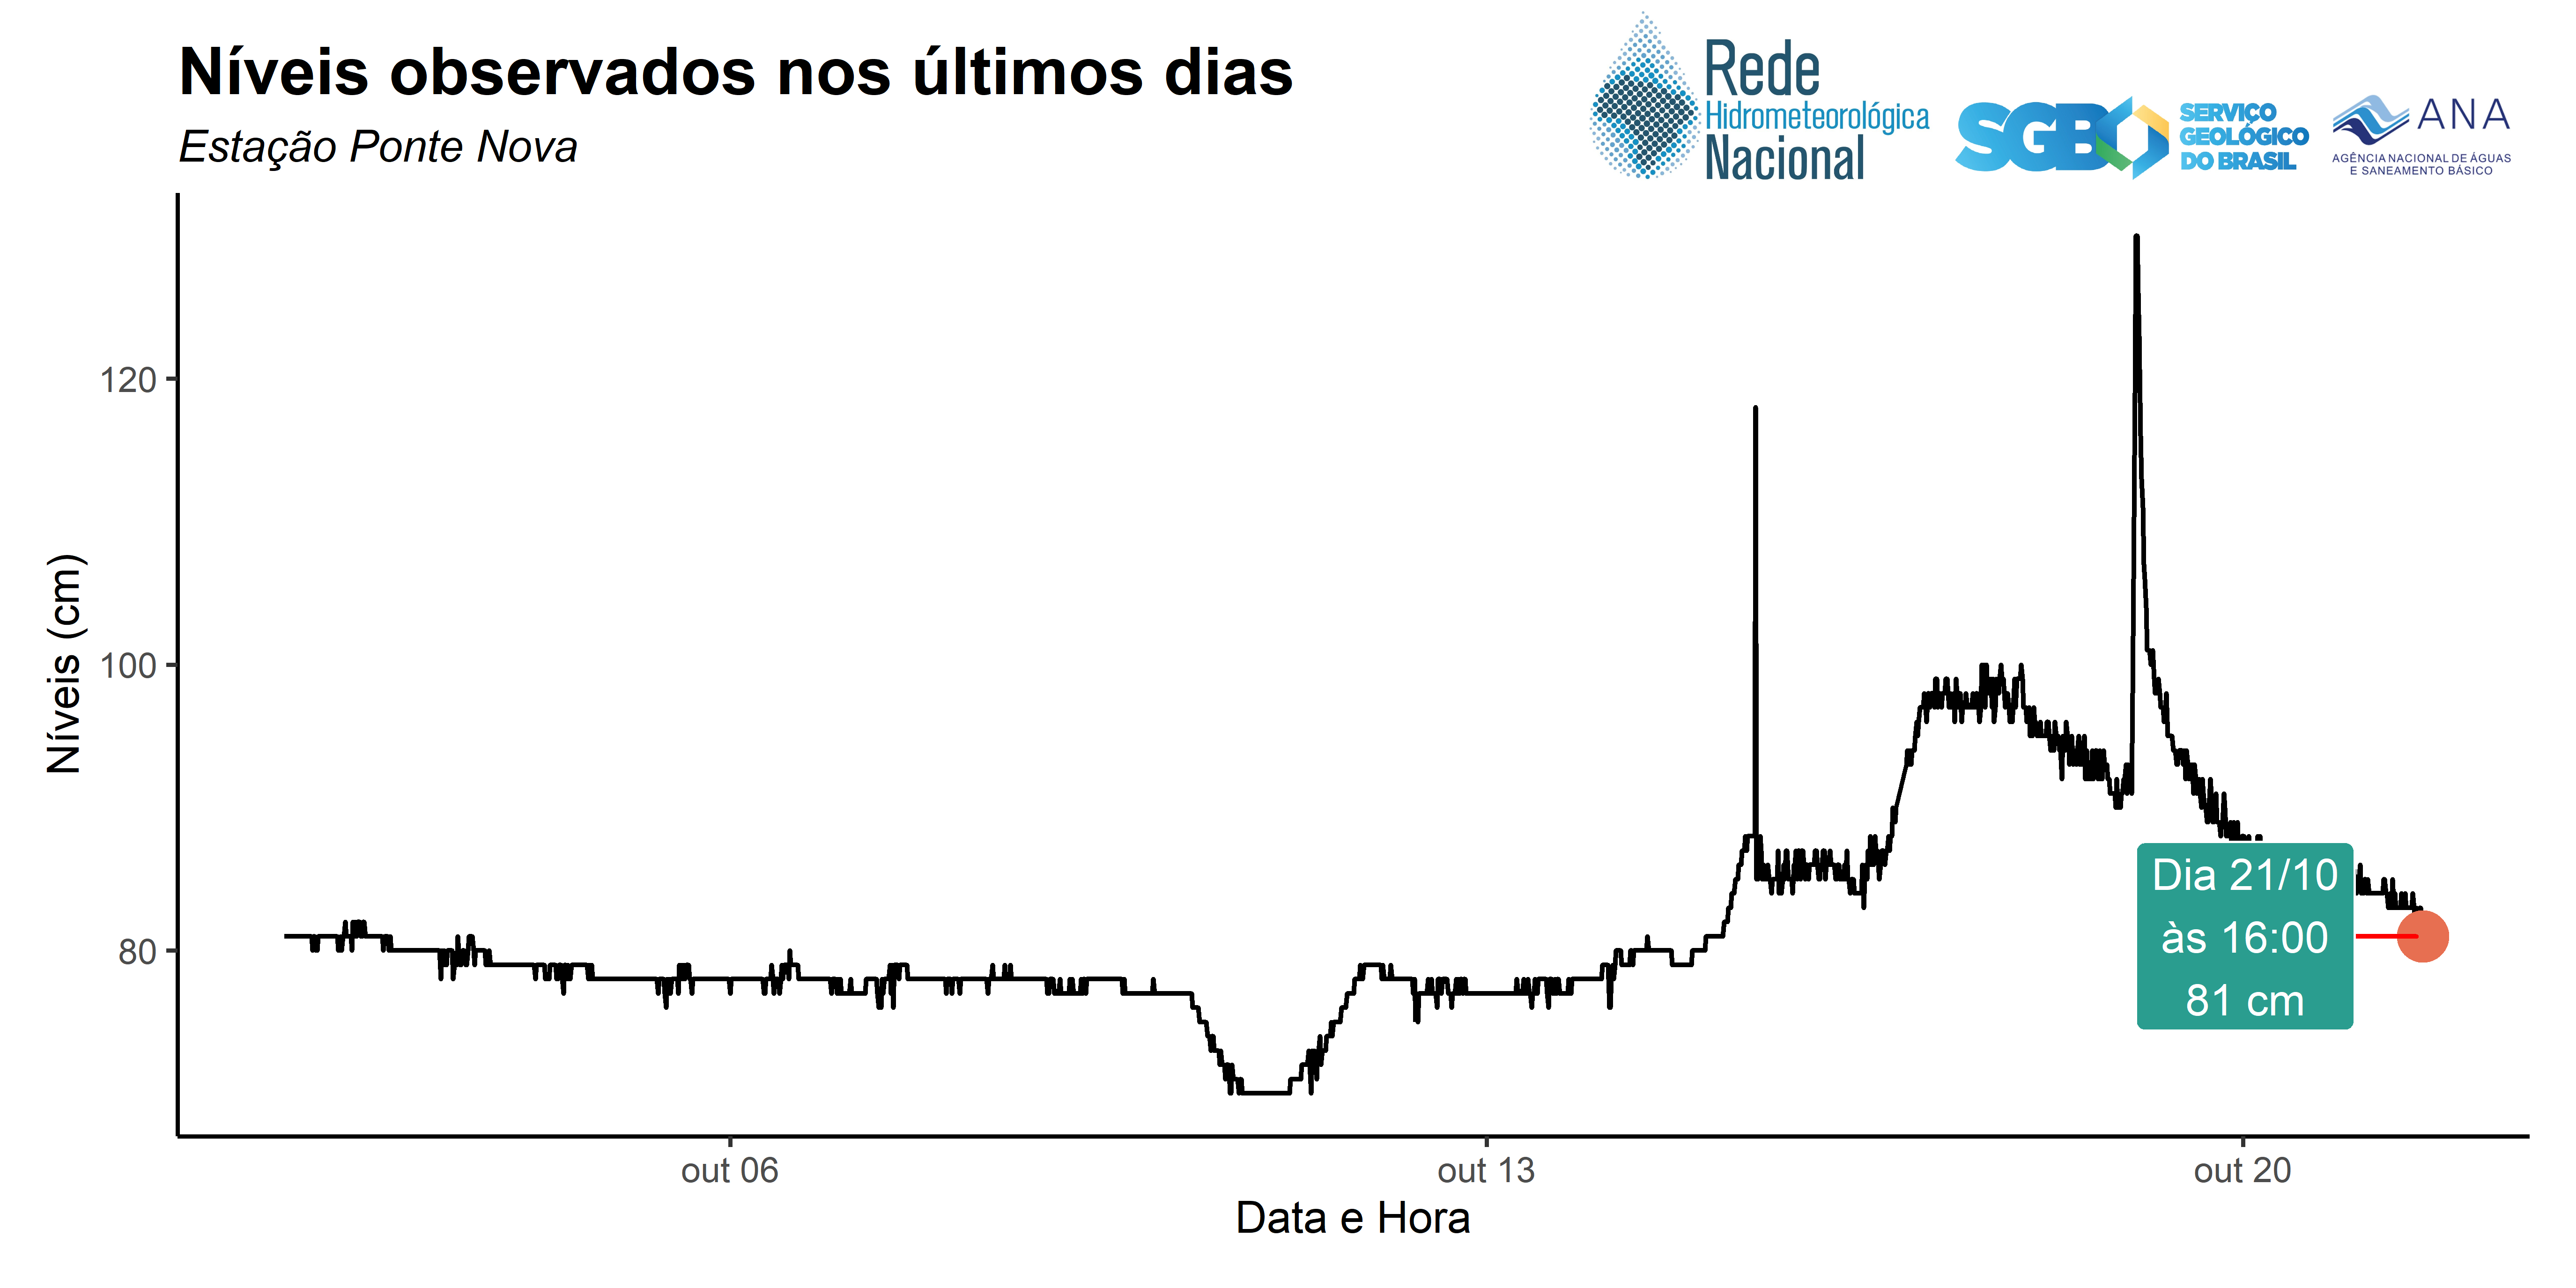 Níveis observados nos últimos dias
Estação Ponte Nova
Rede
Hidrometeorológica
Nacional
SGB
SERVIÇO
GEOLÓGICO
DO BRASIL
ANA
AGÊNCIA NACIONAL DE ÁGUAS
E SANEAMENTO BÁSICO
Níveis (cm)
120
100
80
Dia 21/10
às 16:00
81 cm
out 06
out 13
out 20
Data e Hora